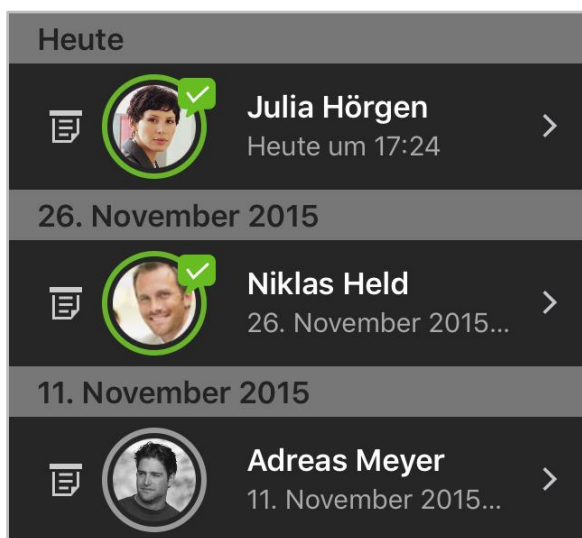 Heute
Julia Hörgen
Heute um 17:24
26. November 2015
Niklas Held
26. November 2015...
11. November 2015
Adreas Meyer
11. November 2015...